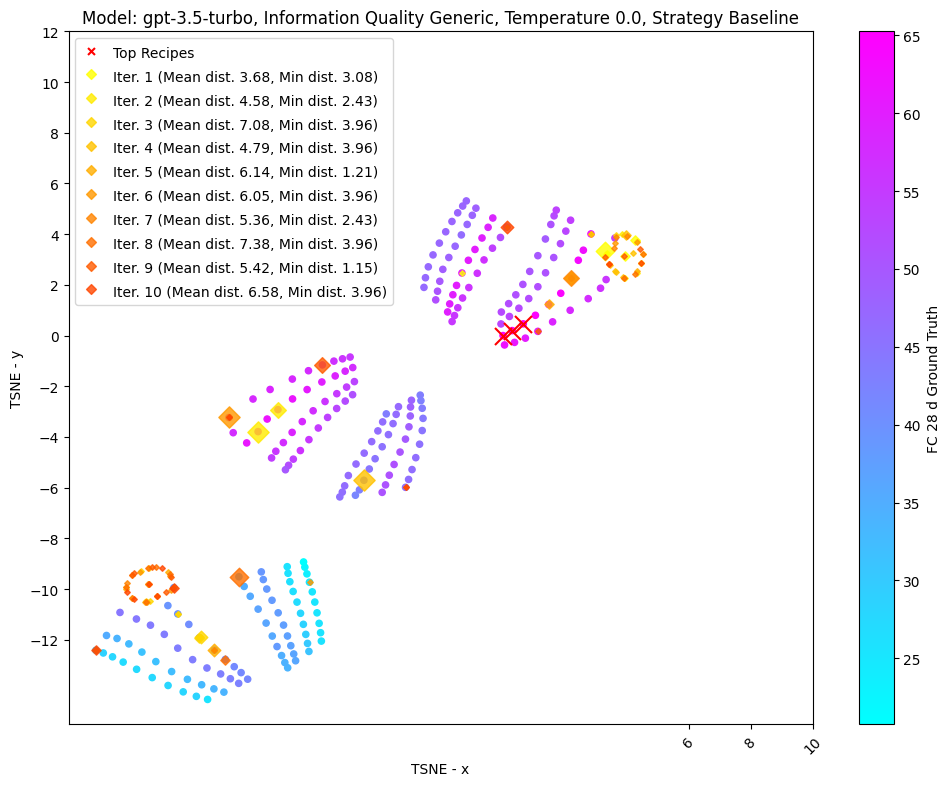 Model: gpt-3.5-turbo, Information Quality Generic, Temperature 0.0, Strategy Baseline
Top Recipes
Iter. 1 (Mean dist. 3.68, Min dist. 3.08)
Iter. 2 (Mean dist. 4.58, Min dist. 2.43)
Iter. 3 (Mean dist. 7.08, Min dist. 3.96)
Iter. 4 (Mean dist. 4.79, Min dist. 3.96)
Iter. 5 (Mean dist. 6.14, Min dist. 1.21)
Iter. 6 (Mean dist. 6.05, Min dist. 3.96)
Iter. 7 (Mean dist. 5.36, Min dist. 2.43)
Iter. 8 (Mean dist. 7.38, Min dist. 3.96)
Iter. 9 (Mean dist. 5.42, Min dist. 1.15)
Iter. 10 (Mean dist. 6.58, Min dist. 3.96)
TSNE - y
12
10
8
6
4
2
0
−2
−4
−6
−8
−10
−12
6
8
10
TSNE - x
65
60
55
50
45
40
35
30
25
FC 28 d Ground Truth